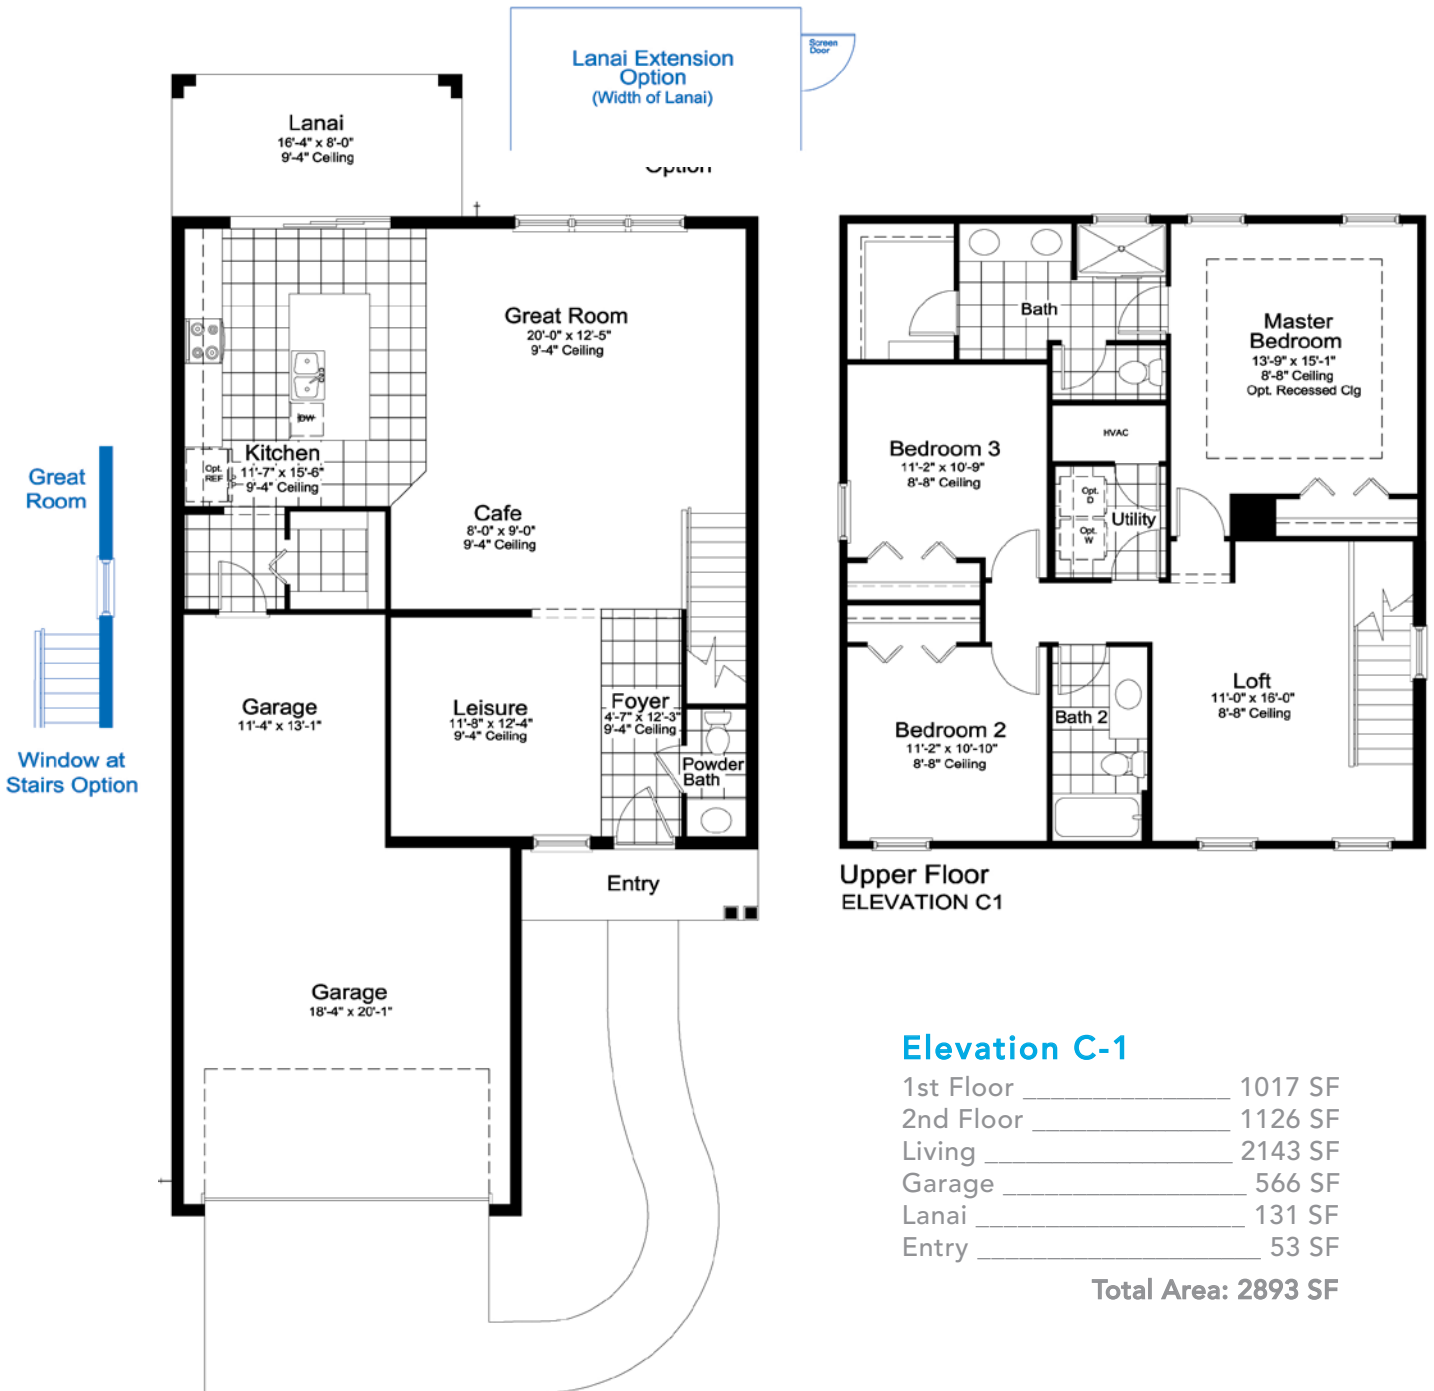 Lanai Extension
Option
(Width of Lanai)
Screen
Door
Option
Lanai
16'-4" x 8'-0"
9'-4" Ceiling
Great Room
20'-0" x 12'-5"
9'-4" Ceiling
DW
Kitchen
11'-7" x 15'-6"
9'-4" Ceiling
Opt.
REF
Cafe
8'-0" x 9'-0"
9'-4" Ceiling
Great
Room
Window at
Stairs Option
Garage
11'-4" x 13'-1"
Leisure
11'-8" x 12'-4"
9'-4" Ceiling
Foyer
4'-7" x 12'-3"
9'-4" Ceiling
Powder
Bath
Entry
Garage
18'-4" x 20'-1"
Bath
Master
Bedroom
13'-9" x 15'-1"
8'-8" Ceiling
Opt. Recessed Clg
HVAC
Bedroom 3
11'-2" x 10'-9"
8'-8" Ceiling
Opt.
D
Opt.
W
Utility
Loft
11'-0" x 16'-0"
8'-8" Ceiling
Bath 2
Bedroom 2
11'-2" x 10'-10"
8'-8" Ceiling
Upper Floor
ELEVATION C1
Elevation C-1
1st Floor _______________ 1017 SF
2nd Floor ______________ 1126 SF
Living __________________ 2143 SF
Garage _________________ 566 SF
Lanai ___________________ 131 SF
Entry ____________________ 53 SF
Total Area: 2893 SF